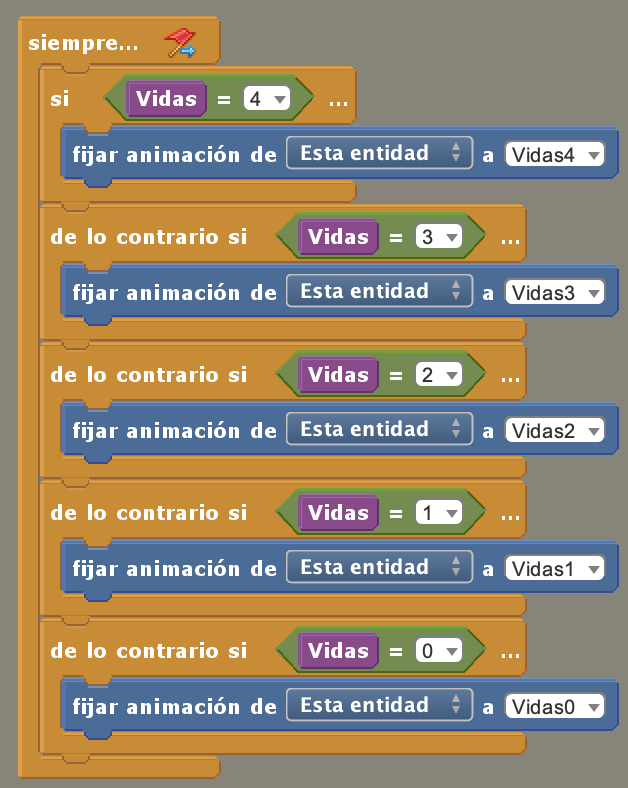 siempre...
si Vidas = 4 ...
fijar animación de Esta entidad a Vidas4
de lo contrario si Vidas = 3 ...
fijar animación de Esta entidad a Vidas3
de lo contrario si Vidas = 2 ...
fijar animación de Esta entidad a Vidas2
de lo contrario si Vidas = 1 ...
fijar animación de Esta entidad a Vidas1
de lo contrario si Vidas = 0 ...
fijar animación de Esta entidad a Vidas0